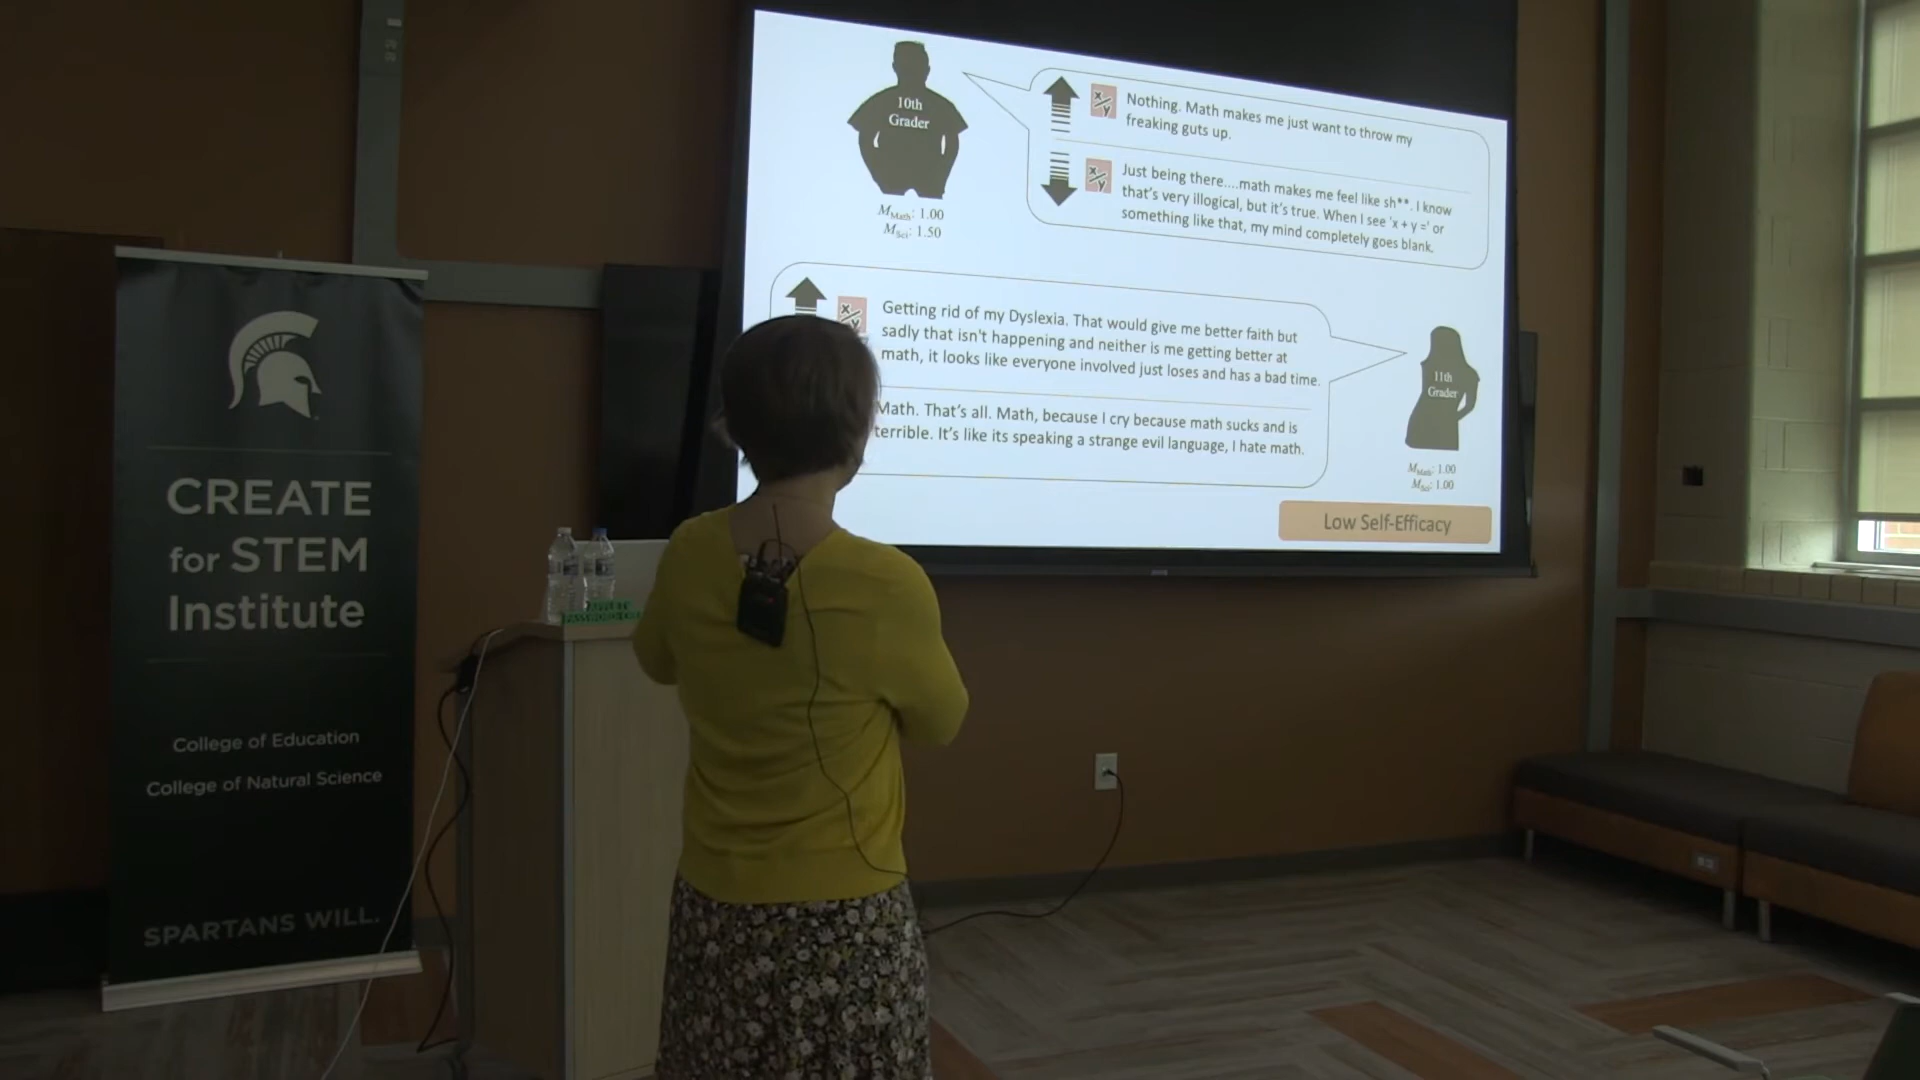 10th
Grader
M Math: 1.00
M Sci: 1.50
x/y
Nothing. Math makes me just want to throw my
freaking guts up.
x/y
Just being there....math makes me feel like sh**. I know
that's very illogical, but it's true. When I see 'x + y =' or
something like that, my mind completely goes blank.
x/y
Getting rid of my Dyslexia. That would give me better faith but
sadly that isn't happening and neither is me getting better at
math, it looks like everyone involved just loses and has a bad time.
Math. That's all. Math, because I cry because math sucks and is
terrible. It's like its speaking a strange evil language, I hate math.
11th
Grader
M Math: 1.00
M Sci: 1.00
Low Self-Efficacy
CREATE
for STEM
Institute
College of Education
College of Natural Science
SPARTANS WILL.